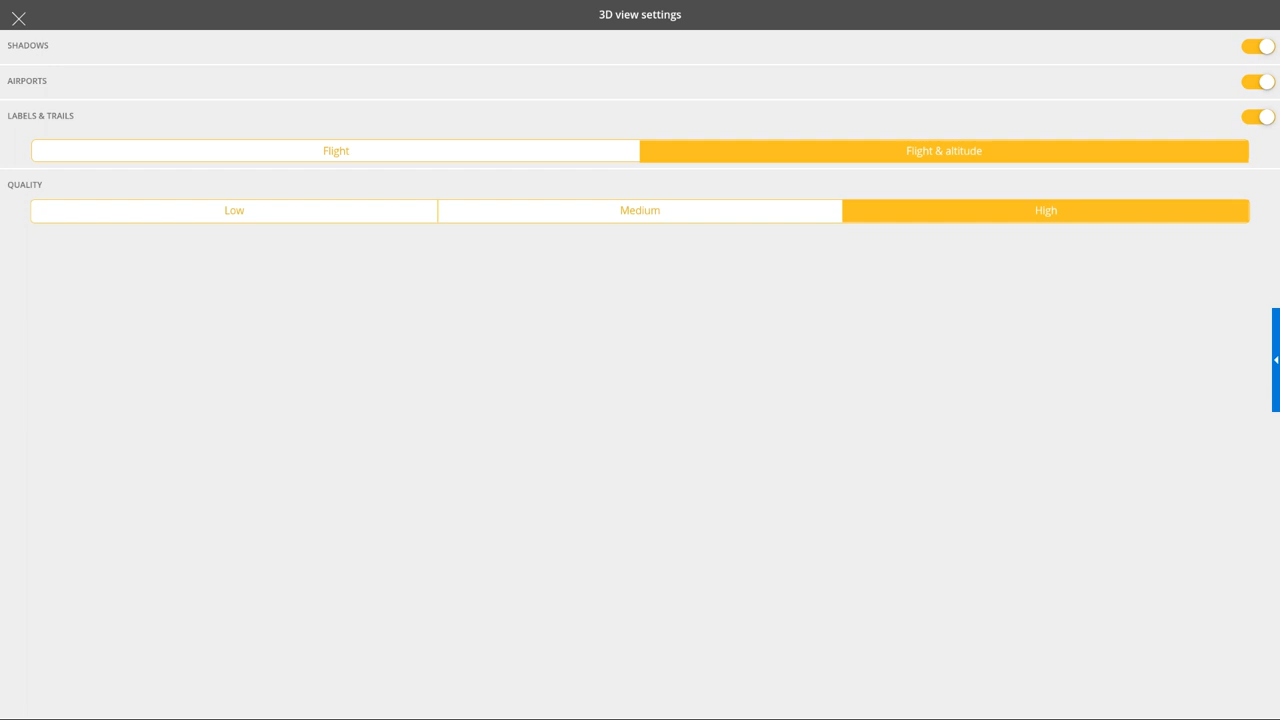 3D view settings
SHADOWS
AIRPORTS
LABELS & TRAILS
Flight
Flight & altitude
QUALITY
Low
Medium
High